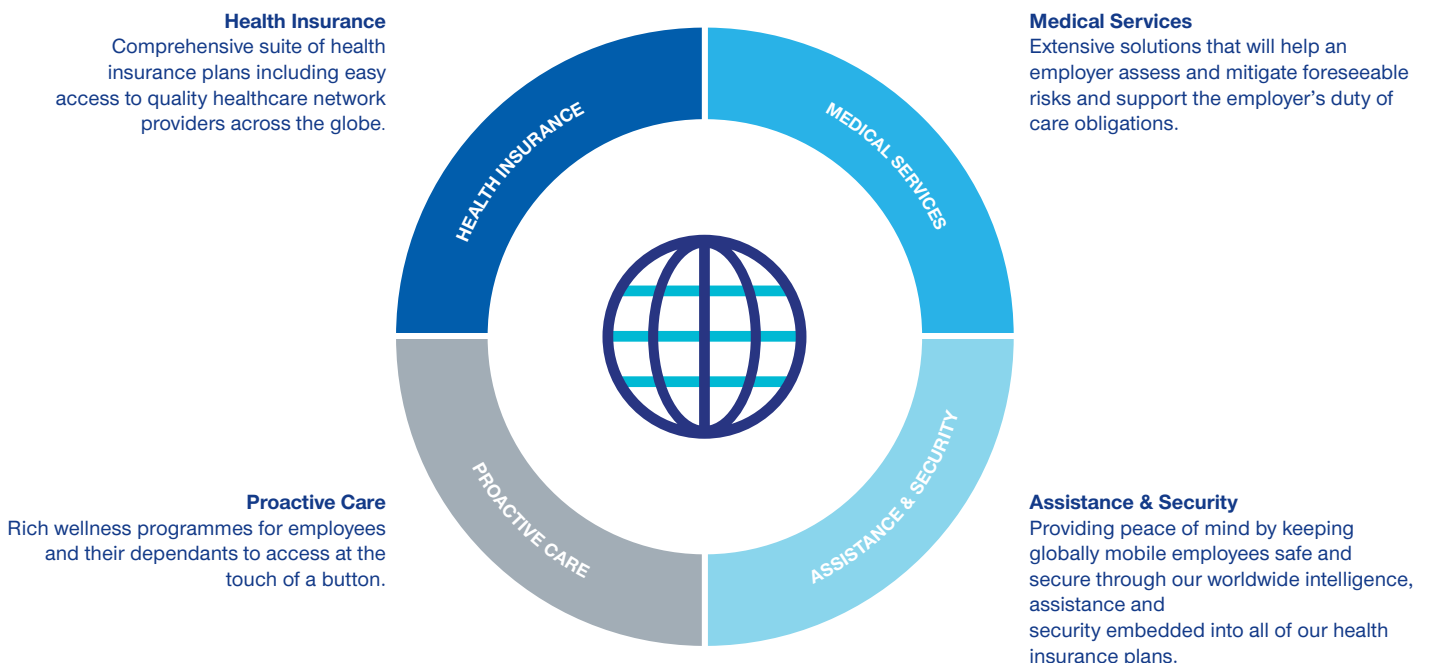 Health Insurance
Comprehensive suite of health
insurance plans including easy
access to quality healthcare network
providers across the globe.
Medical Services
Extensive solutions that will help an
employer assess and mitigate foreseeable
risks and support the employer’s duty of
care obligations.
HEALTH INSURANCE
MEDICAL SERVICES
PROACTIVE CARE
ASSISTANCE & SECURITY
Proactive Care
Rich wellness programmes for employees
and their dependants to access at the
touch of a button.
Assistance & Security
Providing peace of mind by keeping
globally mobile employees safe and
secure through our worldwide intelligence,
assistance and
security embedded into all of our health
insurance plans.